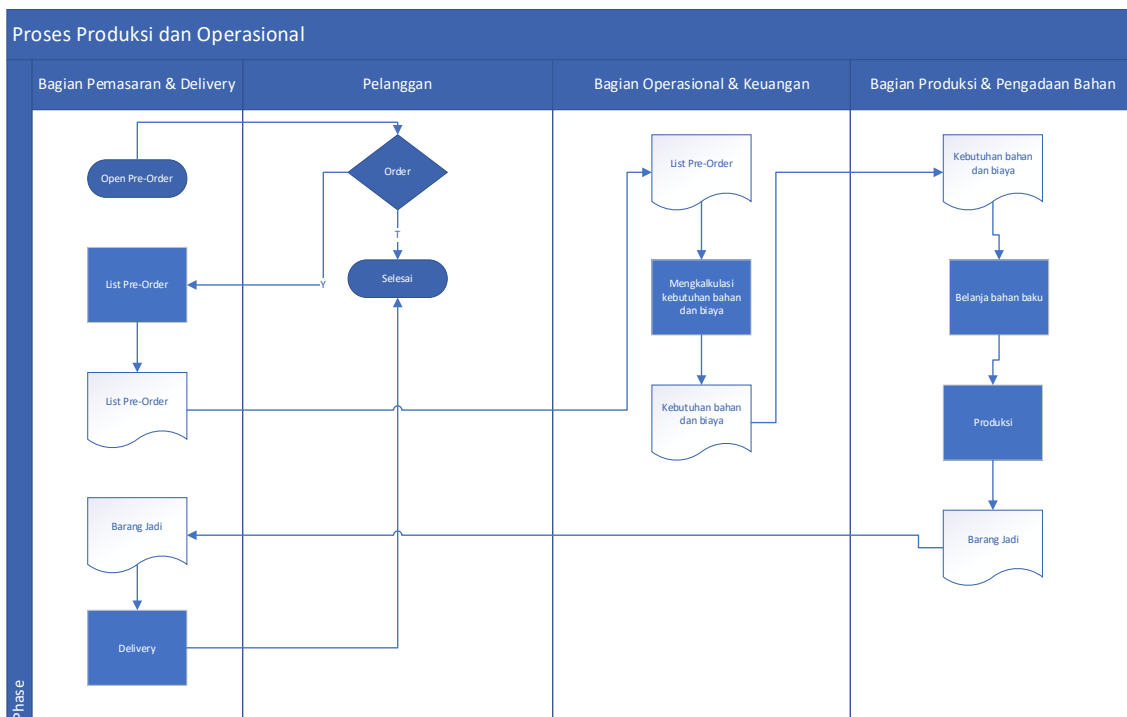 Proses Produksi dan Operasional
Bagian Pemasaran & Delivery
Pelanggan
Bagian Operasional & Keuangan
Bagian Produksi & Pengadaan Bahan
Phase
Open Pre-Order
Order
T
Y
Selesai
List Pre-Order
List Pre-Order
List Pre-Order
Mengkalkulasi
kebutuhan bahan
dan biaya
Kebutuhan bahan
dan biaya
Kebutuhan bahan
dan biaya
Belanja bahan baku
Produksi
Barang Jadi
Barang Jadi
Delivery